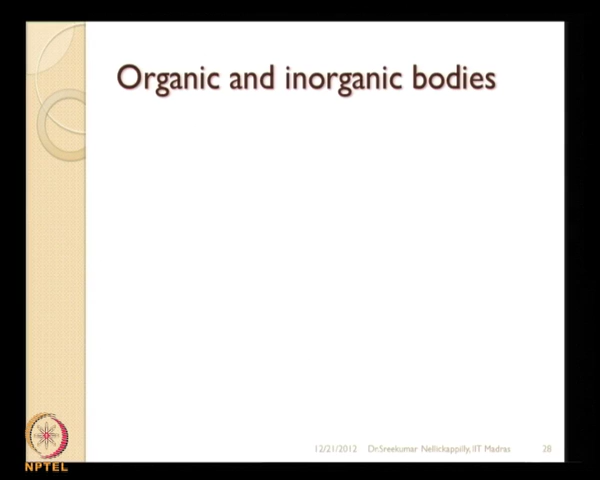 Organic and inorganic bodies
12/21/2012 Dr.Sreekumar Nellickappilly, IIT Madras 28
NPTEL